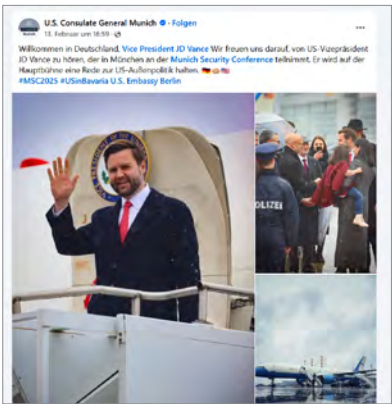 U.S. Consulate General Munich · Folgen
13. Februar um 16:59 ·
Willkommen in Deutschland, Vice President JD Vance Wir freuen uns darauf, von US-Vizepräsident
JD Vance zu hören, der in München an der Munich Security Conference teilnimmt. Er wird auf der
Hauptbühne eine Rede zur US-Außenpolitik halten.
#MSC2025 #USinBavaria U.S. Embassy Berlin
POLIZEI